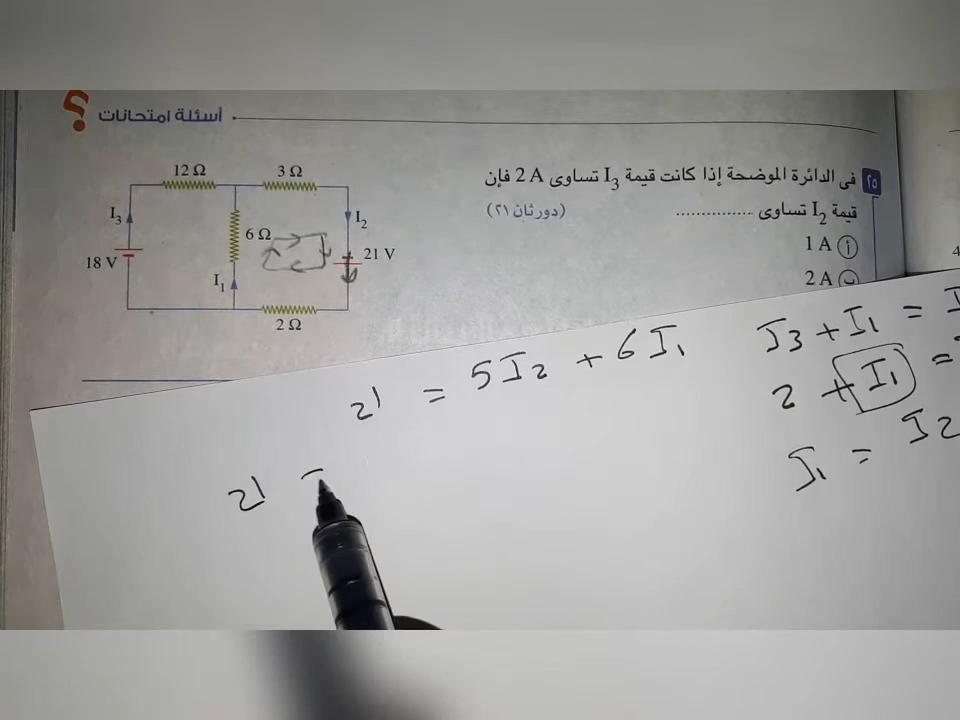 أسئلة امتحانات
٢٥ فى الدائرة الموضحة إذا كانت قيمة I₃ تساوى 2 A فإن
قيمة I₂ تساوى ............... (دور ثان ٢١)
أ 1 A
ب 2 A
12 Ω
3 Ω
I₃
I₂
6 Ω
21 V
18 V
I₁
2 Ω
21 = 5I₂ + 6I₁
I₃ + I₁ =
2 + I₁ =
I₁ = I₂
21